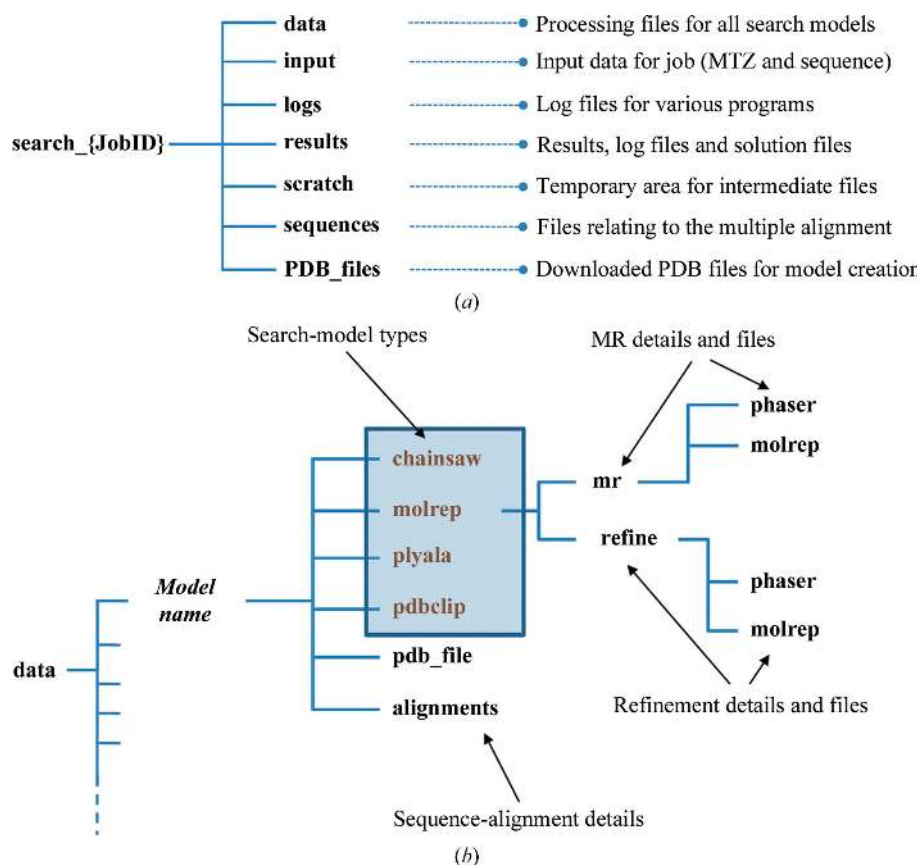 data Processing files for all search models
input Input data for job (MTZ and sequence)
logs Log files for various programs
search_{JobID} results Results, log files and solution files
scratch Temporary area for intermediate files
sequences Files relating to the multiple alignment
PDB_files Downloaded PDB files for model creation
(a)
Search-model types MR details and files
phaser
chainsaw molrep
mr
molrep
refine
plyala
phaser
Model
name
pdbclip
molrep
data pdb_file
alignments Refinement details and files
Sequence-alignment details
(b)